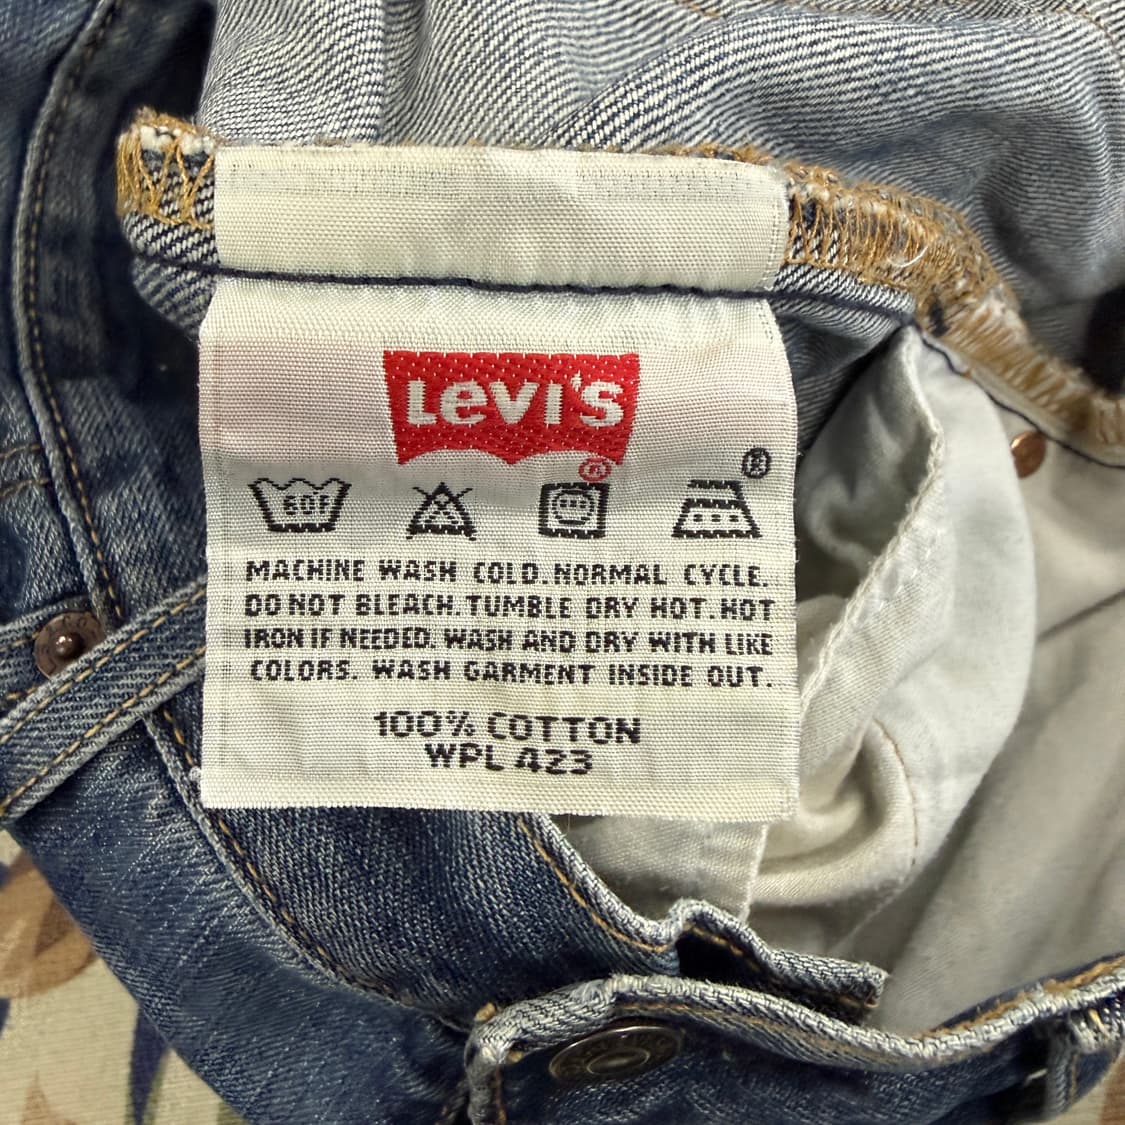 Levi's
®
®
60F
MACHINE WASH COLD. NORMAL CYCLE.
DO NOT BLEACH. TUMBLE DRY HOT. HOT
IRON IF NEEDED. WASH AND DRY WITH LIKE
COLORS. WASH GARMENT INSIDE OUT.
100% COTTON
WPL 423